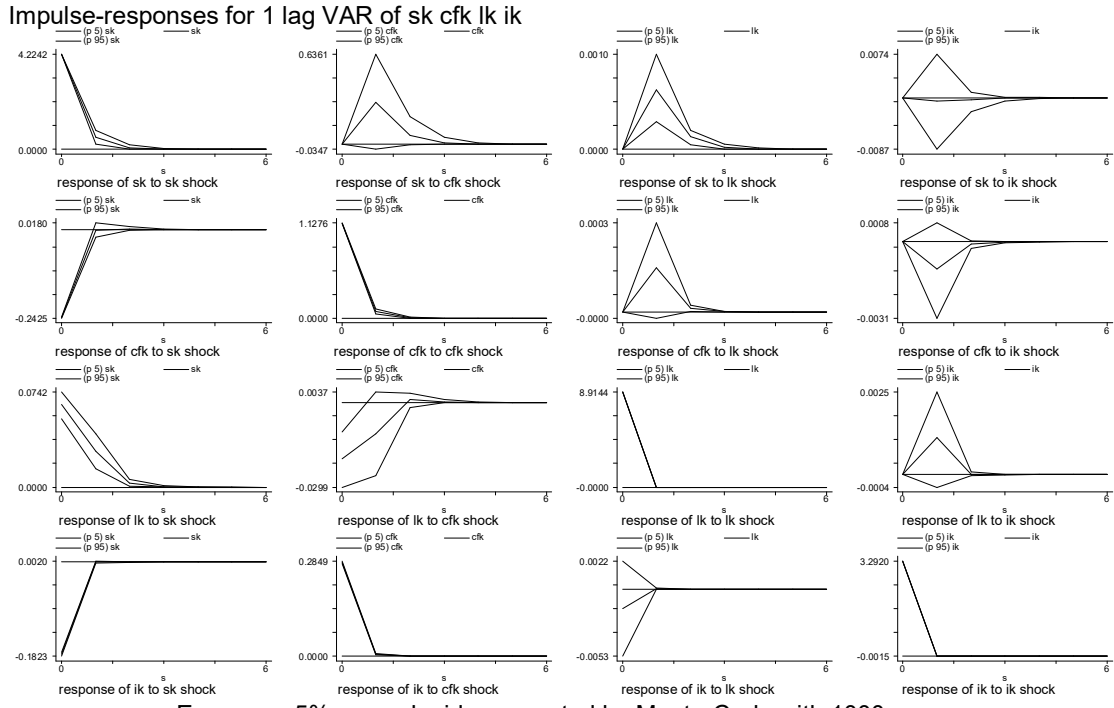 Impulse-responses for 1 lag VAR of sk cfk lk ik
(p 5) sk sk
(p 95) sk
4.2242
0.0000
0 6
s
response of sk to sk shock
(p 5) cfk cfk
(p 95) cfk
0.6361
-0.0347
0 6
s
response of sk to cfk shock
(p 5) lk lk
(p 95) lk
0.0010
0.0000
0 6
s
response of sk to lk shock
(p 5) ik ik
(p 95) ik
0.0074
-0.0087
0 6
s
response of sk to ik shock
(p 5) sk sk
(p 95) sk
0.0180
-0.2425
0 6
s
response of cfk to sk shock
(p 5) cfk cfk
(p 95) cfk
1.1276
0.0000
0 6
s
response of cfk to cfk shock
(p 5) lk lk
(p 95) lk
0.0003
-0.0000
0 6
s
response of cfk to lk shock
(p 5) ik ik
(p 95) ik
0.0008
-0.0031
0 6
s
response of cfk to ik shock
(p 5) sk sk
(p 95) sk
0.0742
0.0000
0 6
s
response of lk to sk shock
(p 5) cfk cfk
(p 95) cfk
0.0037
-0.0299
0 6
s
response of lk to cfk shock
(p 5) lk lk
(p 95) lk
8.9144
-0.0000
0 6
s
response of lk to lk shock
(p 5) ik ik
(p 95) ik
0.0025
-0.0004
0 6
s
response of lk to ik shock
(p 5) sk sk
(p 95) sk
0.0020
-0.1823
0 6
s
response of ik to sk shock
(p 5) cfk cfk
(p 95) cfk
0.2849
0.0000
0 6
s
response of ik to cfk shock
(p 5) lk lk
(p 95) lk
0.0022
-0.0053
0 6
s
response of ik to lk shock
(p 5) ik ik
(p 95) ik
3.2920
-0.0015
0 6
s
response of ik to ik shock